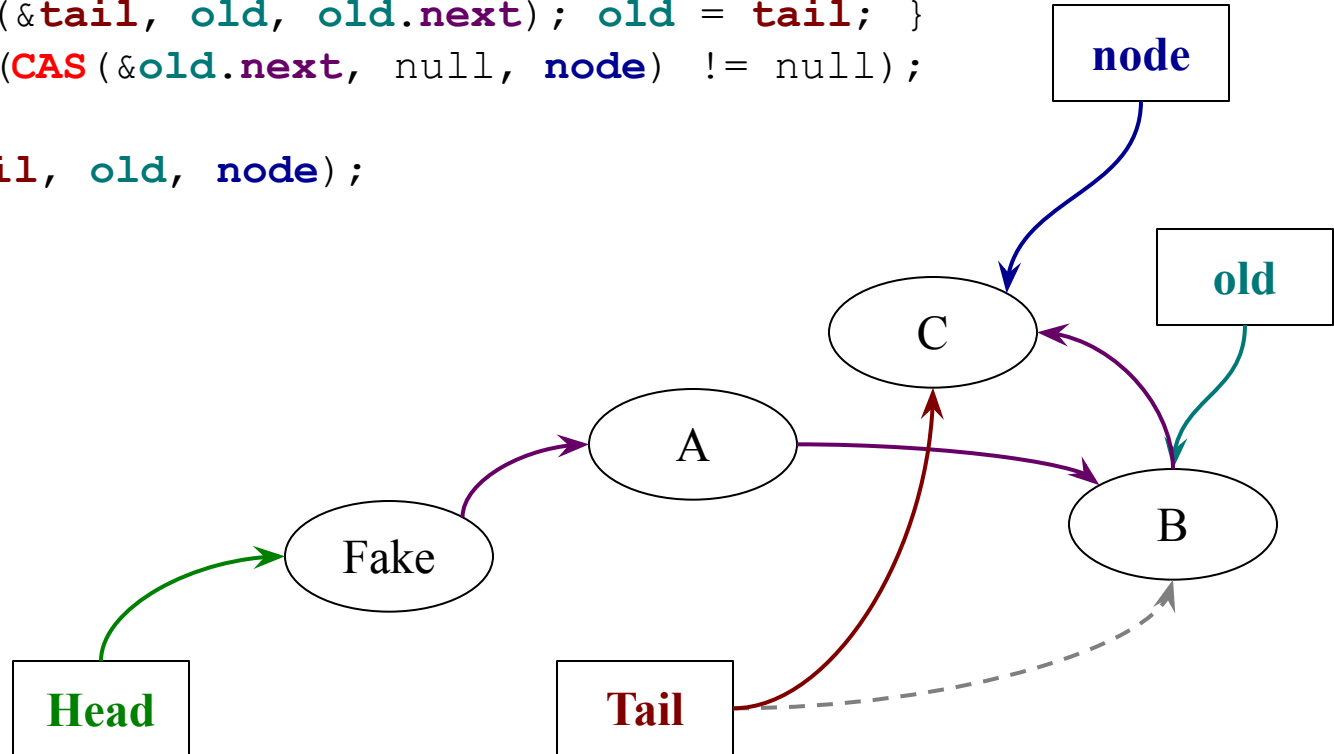 (&tail, old, old.next); old = tail; }
(CAS(&old.next, null, node) != null);
il, old, node);
node
old
C
A
B
Fake
Head
Tail